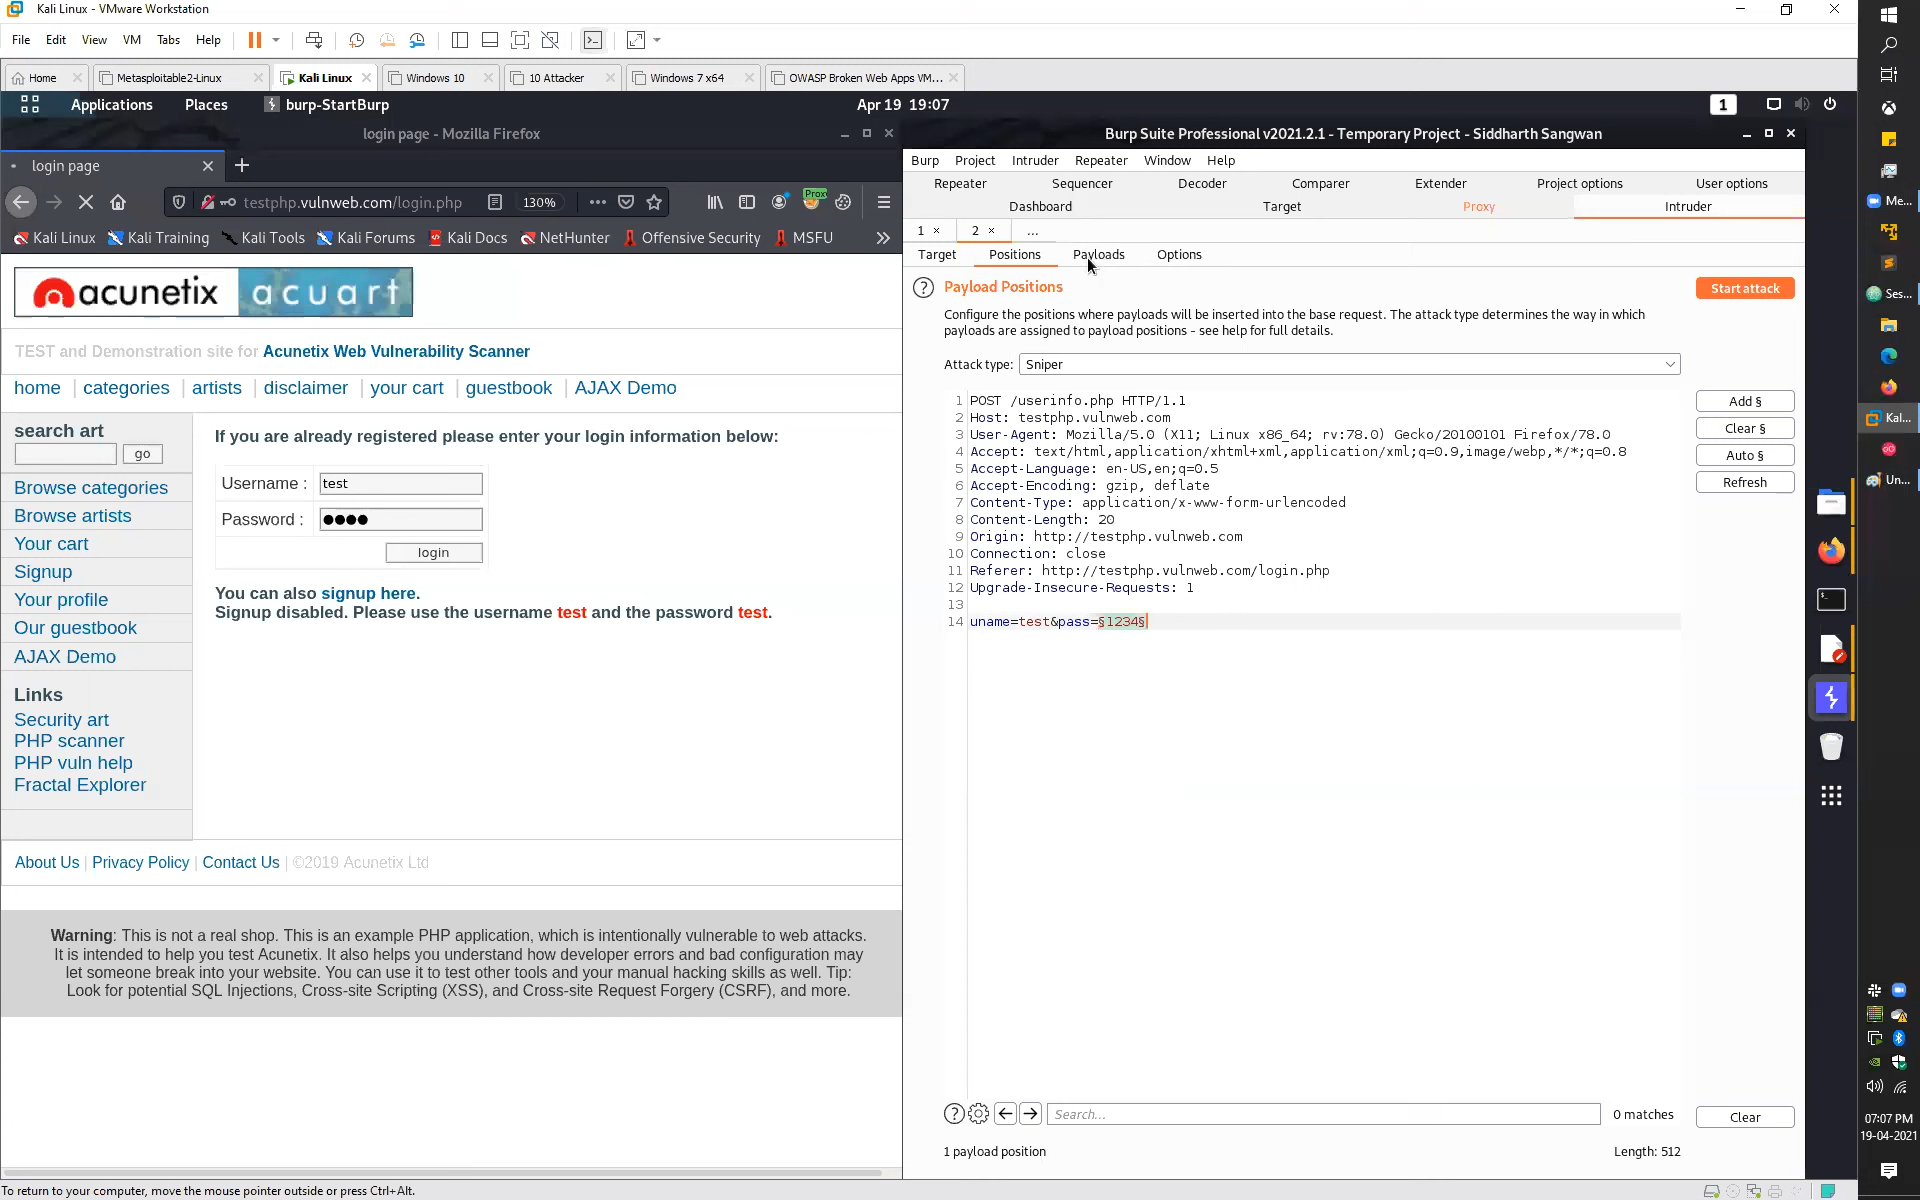 Kali Linux - VMware Workstation
File Edit View VM Tabs Help
Home Metasploitable2-Linux Kali Linux Windows 10 10 Attacker Windows 7 x64 OWASP Broken Web Apps VM...
Applications Places burp-StartBurp Apr 19 19:07 1
login page - Mozilla Firefox
login page
testphp.vulnweb.com/login.php 130% Proxy
Kali Linux Kali Training Kali Tools Kali Forums Kali Docs NetHunter Offensive Security MSFU
acunetix acuart
TEST and Demonstration site for Acunetix Web Vulnerability Scanner
home | categories | artists | disclaimer | your cart | guestbook | AJAX Demo
search art
go
Browse categories
Browse artists
Your cart
Signup
Your profile
Our guestbook
AJAX Demo
Links
Security art
PHP scanner
PHP vuln help
Fractal Explorer
If you are already registered please enter your login information below:
Username : test
Password : ●●●●
login
You can also signup here.
Signup disabled. Please use the username test and the password test.
About Us | Privacy Policy | Contact Us | ©2019 Acunetix Ltd
Warning: This is not a real shop. This is an example PHP application, which is intentionally vulnerable to web attacks.
It is intended to help you test Acunetix. It also helps you understand how developer errors and bad configuration may
let someone break into your website. You can use it to test other tools and your manual hacking skills as well. Tip:
Look for potential SQL Injections, Cross-site Scripting (XSS), and Cross-site Request Forgery (CSRF), and more.
Burp Suite Professional v2021.2.1 - Temporary Project - Siddharth Sangwan
Burp Project Intruder Repeater Window Help
Repeater Sequencer Decoder Comparer Extender Project options User options
Dashboard Target Proxy Intruder
1 × 2 × ...
Target Positions Payloads Options
? Payload Positions
Start attack
Configure the positions where payloads will be inserted into the base request. The attack type determines the way in which
payloads are assigned to payload positions - see help for full details.
Attack type: Sniper
1 POST /userinfo.php HTTP/1.1
2 Host: testphp.vulnweb.com
3 User-Agent: Mozilla/5.0 (X11; Linux x86_64; rv:78.0) Gecko/20100101 Firefox/78.0
4 Accept: text/html,application/xhtml+xml,application/xml;q=0.9,image/webp,*/*;q=0.8
5 Accept-Language: en-US,en;q=0.5
6 Accept-Encoding: gzip, deflate
7 Content-Type: application/x-www-form-urlencoded
8 Content-Length: 20
9 Origin: http://testphp.vulnweb.com
10 Connection: close
11 Referer: http://testphp.vulnweb.com/login.php
12 Upgrade-Insecure-Requests: 1
13
14 uname=test&pass=§1234§
Add §
Clear §
Auto §
Refresh
? Search... 0 matches Clear
1 payload position Length: 512
Me...
Ses...
Kal...
Un...
07:07 PM
19-04-2021
To return to your computer, move the mouse pointer outside or press Ctrl+Alt.